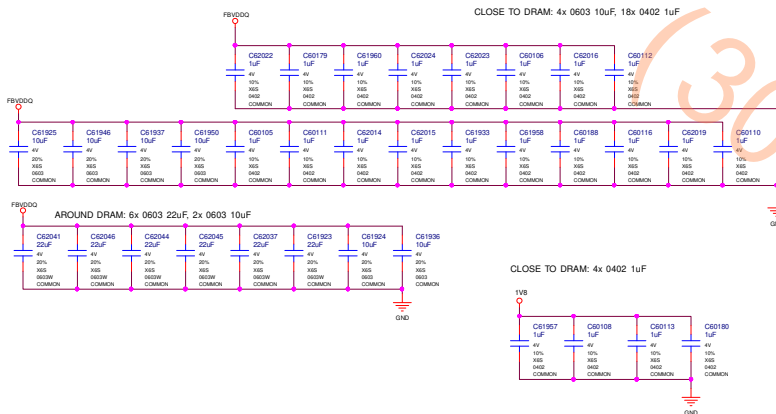 CLOSE TO DRAM: 4x 0603 10uF, 18x 0402 1uF
FBVDDQ
C62022 C60179 C61960 C62024 C62023 C60106 C62016 C60112
1uF 1uF 1uF 1uF 1uF 1uF 1uF 1uF
4V 4V 4V 4V 4V 4V 4V 4V
10% 10% 10% 10% 10% 10% 10% 10%
X6S X6S X6S X6S X6S X6S X6S X6S
0402 0402 0402 0402 0402 0402 0402 0402
COMMON COMMON COMMON COMMON COMMON COMMON COMMON COMMON
FBVDDQ
C61925 C61946 C61937 C61950 C60105 C60111 C62014 C62015 C61933 C61958 C60188 C60116 C62019 C60110
10uF 10uF 10uF 10uF 1uF 1uF 1uF 1uF 1uF 1uF 1uF 1uF 1uF 1uF
4V 4V 4V 4V 4V 4V 4V 4V 4V 4V 4V 4V 4V 4V
20% 20% 20% 20% 10% 10% 10% 10% 10% 10% 10% 10% 10% 10%
X6S X6S X6S X6S X6S X6S X6S X6S X6S X6S X6S X6S X6S X6S
0603 0603 0603 0603 0402 0402 0402 0402 0402 0402 0402 0402 0402 0402
COMMON COMMON COMMON COMMON COMMON COMMON COMMON COMMON COMMON COMMON COMMON COMMON COMMON COMMON
FBVDDQ
AROUND DRAM: 6x 0603 22uF, 2x 0603 10uF
C62041 C62046 C62044 C62045 C62037 C61923 C61924 C61936
22uF 22uF 22uF 22uF 22uF 22uF 10uF 10uF
4V 4V 4V 4V 4V 4V 4V 4V
20% 20% 20% 20% 20% 20% 20% 20%
X6S X6S X6S X6S X6S X6S X6S X6S
0603W 0603W 0603W 0603W 0603W 0603W 0603 0603
COMMON COMMON COMMON COMMON COMMON COMMON COMMON COMMON
GND
CLOSE TO DRAM: 4x 0402 1uF
1V8
C61957 C60108 C60113 C60180
1uF 1uF 1uF 1uF
4V 4V 4V 4V
10% 10% 10% 10%
X6S X6S X6S X6S
0402 0402 0402 0402
COMMON COMMON COMMON COMMON
GND